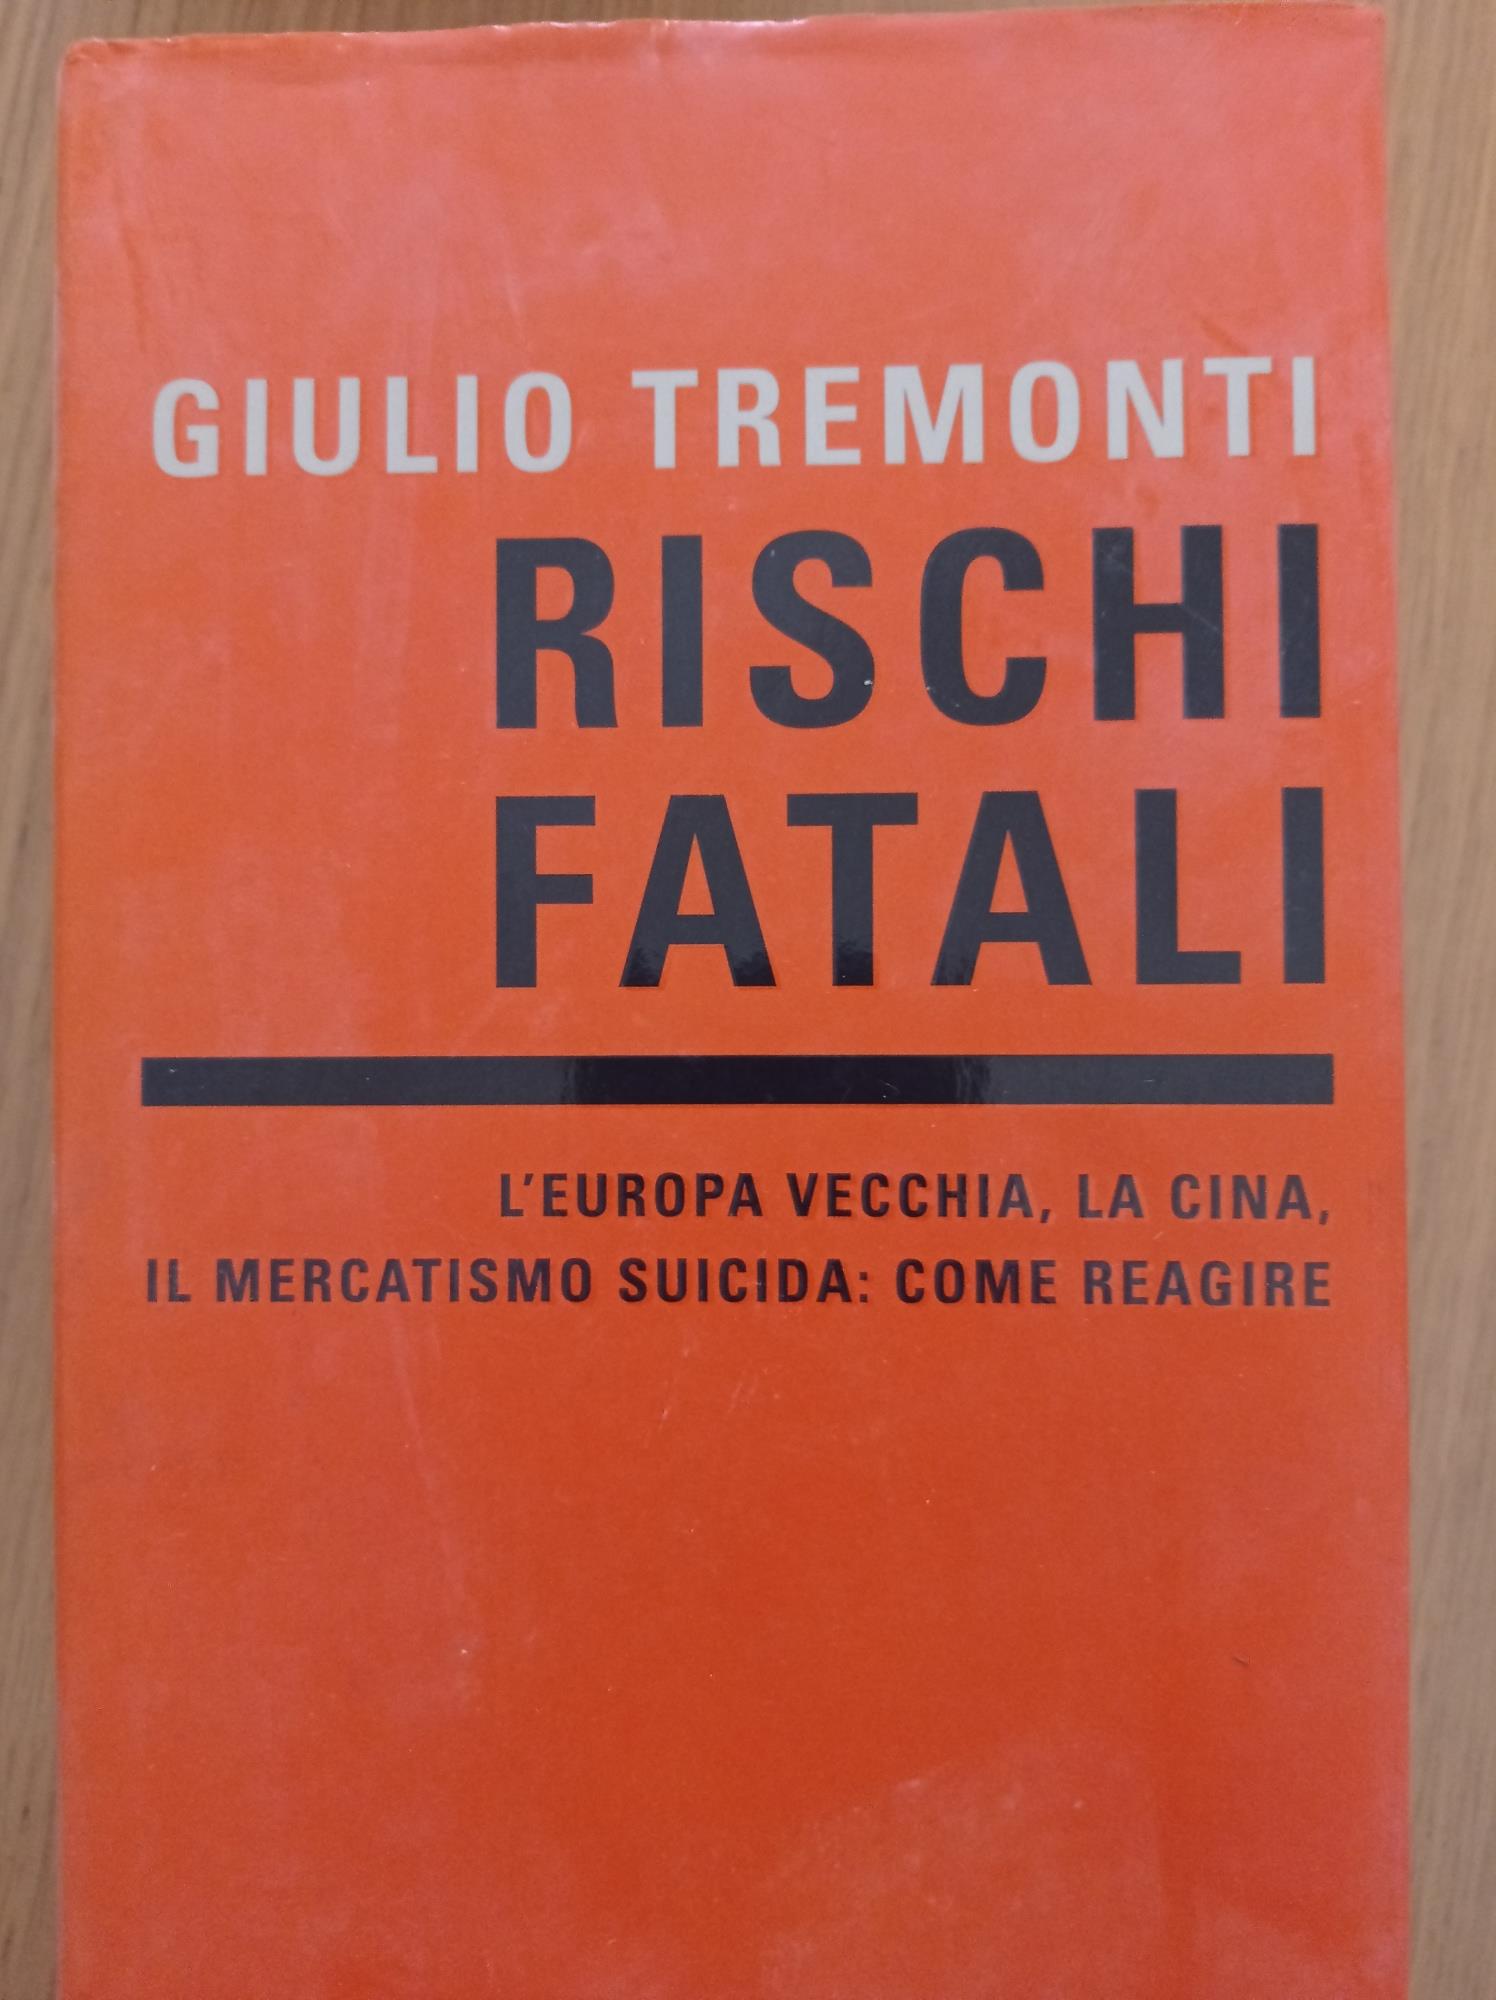 GIULIO TREMONTI
RISCHI
FATALI
L'EUROPA VECCHIA, LA CINA,
IL MERCATISMO SUICIDA: COME REAGIRE